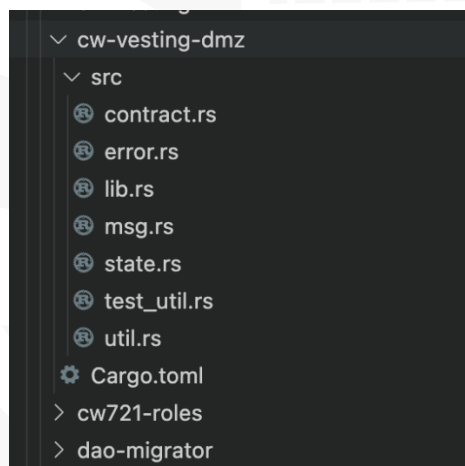 cw-vesting-dmz
src
contract.rs
error.rs
lib.rs
msg.rs
state.rs
test_util.rs
util.rs
Cargo.toml
cw721-roles
dao-migrator